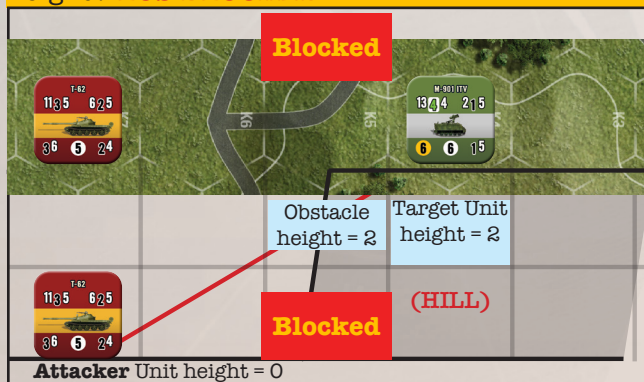 Blocked
T-62
11 3 5 6 2 5
3 6 5 2 4
K7
K6
K5
K3
M-901 ITV
13 4 4 2 1 5
6 6 1 5
Obstacle
height = 2
Target Unit
height = 2
T-62
11 3 5 6 2 5
3 6 5 2 4
Blocked
(HILL)
Attacker Unit height = 0